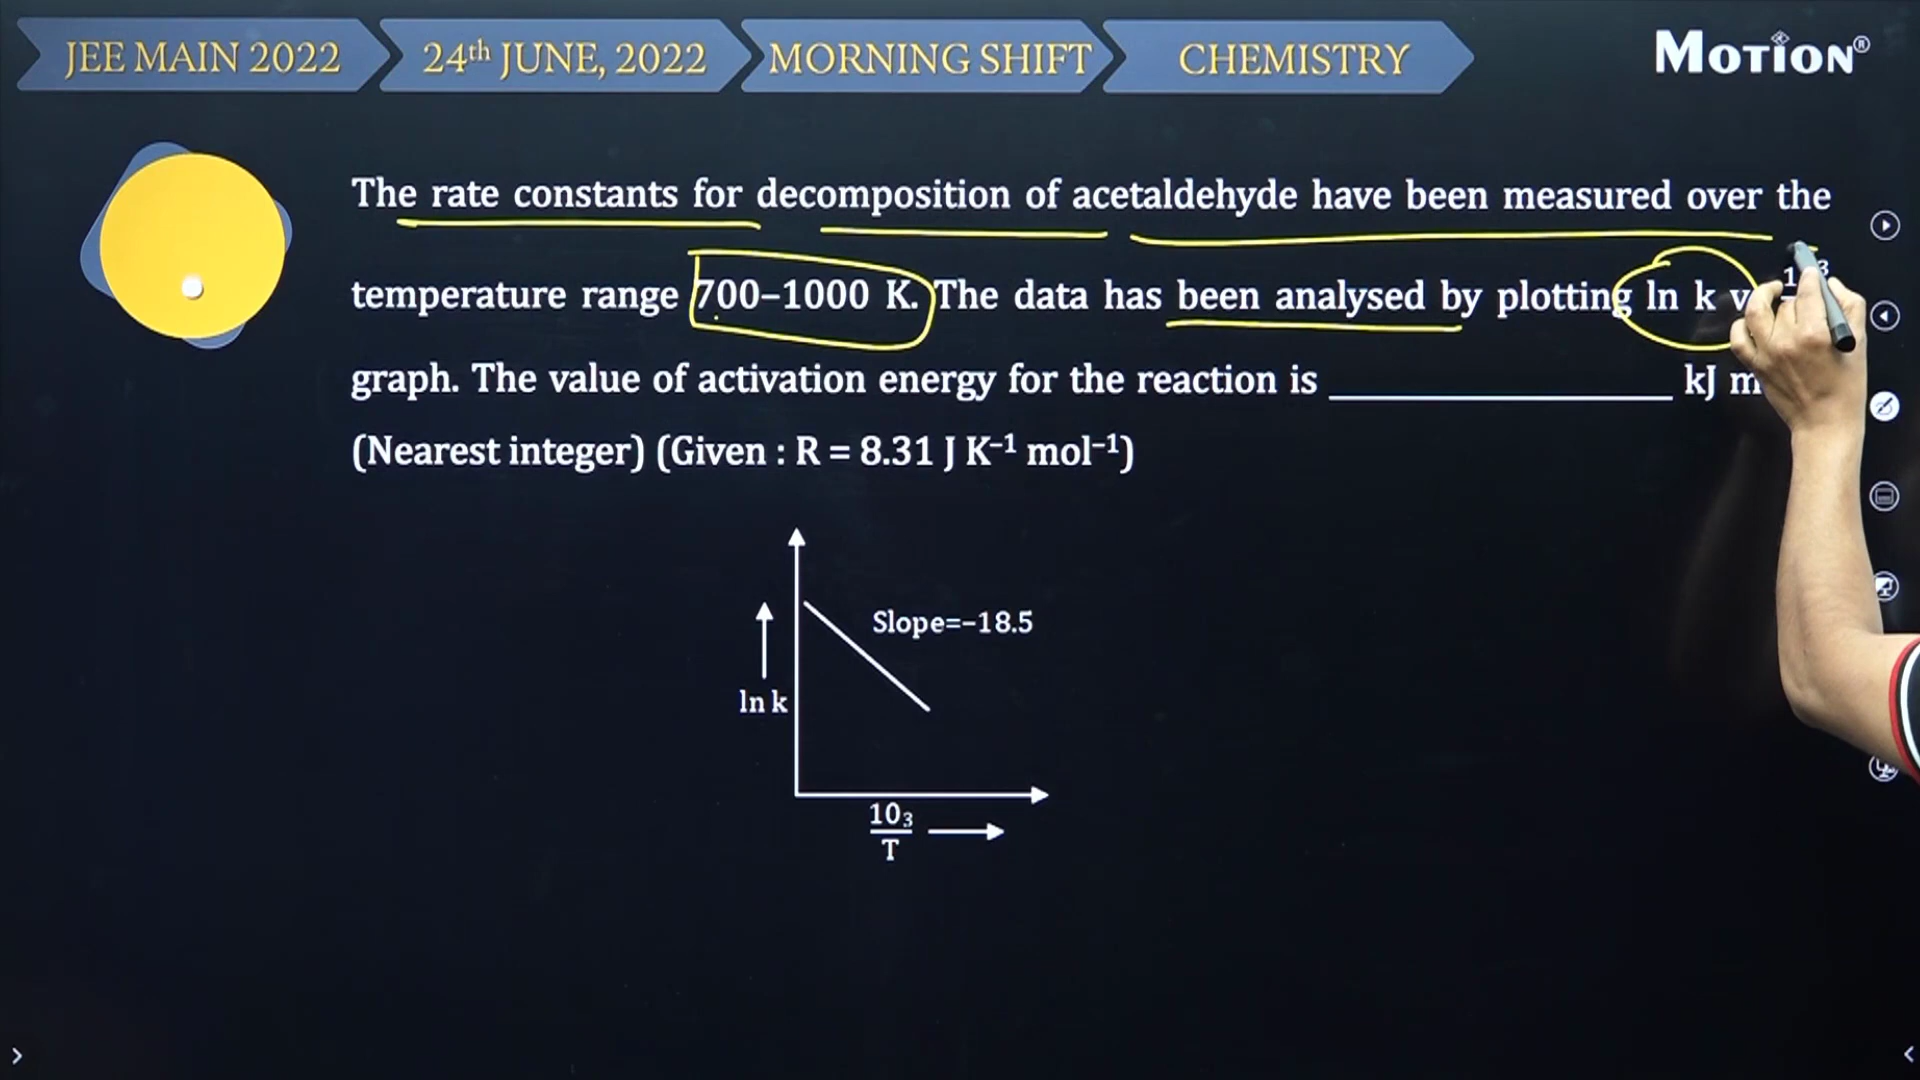 JEE MAIN 2022 24th JUNE, 2022 MORNING SHIFT CHEMISTRY MOTION®
The rate constants for decomposition of acetaldehyde have been measured over the
temperature range 700–1000 K. The data has been analysed by plotting ln k
graph. The value of activation energy for the reaction is ____________ kJ
(Nearest integer) (Given : R = 8.31 J K⁻¹ mol⁻¹)
Slope=−18.5
ln k
10₃
T